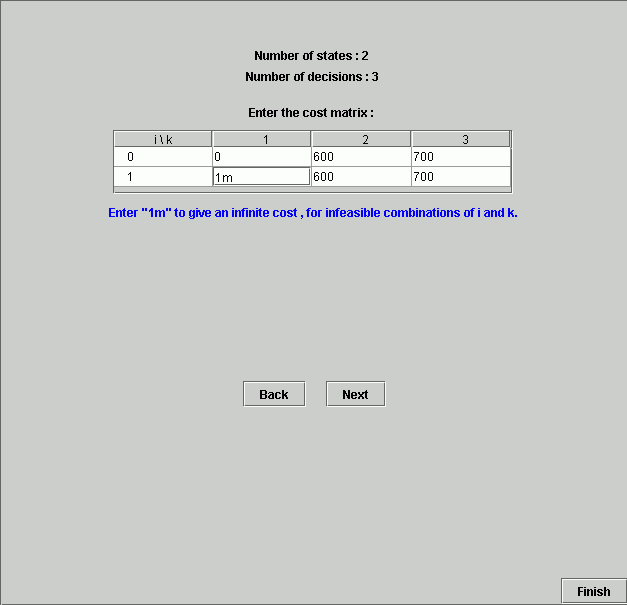 Number of states : 2
Number of decisions : 3
Enter the cost matrix :
i \ k 1 2 3
0 0 600 700
1 1m 600 700
Enter "1m" to give an infinite cost , for infeasible combinations of i and k.
Back Next
Finish